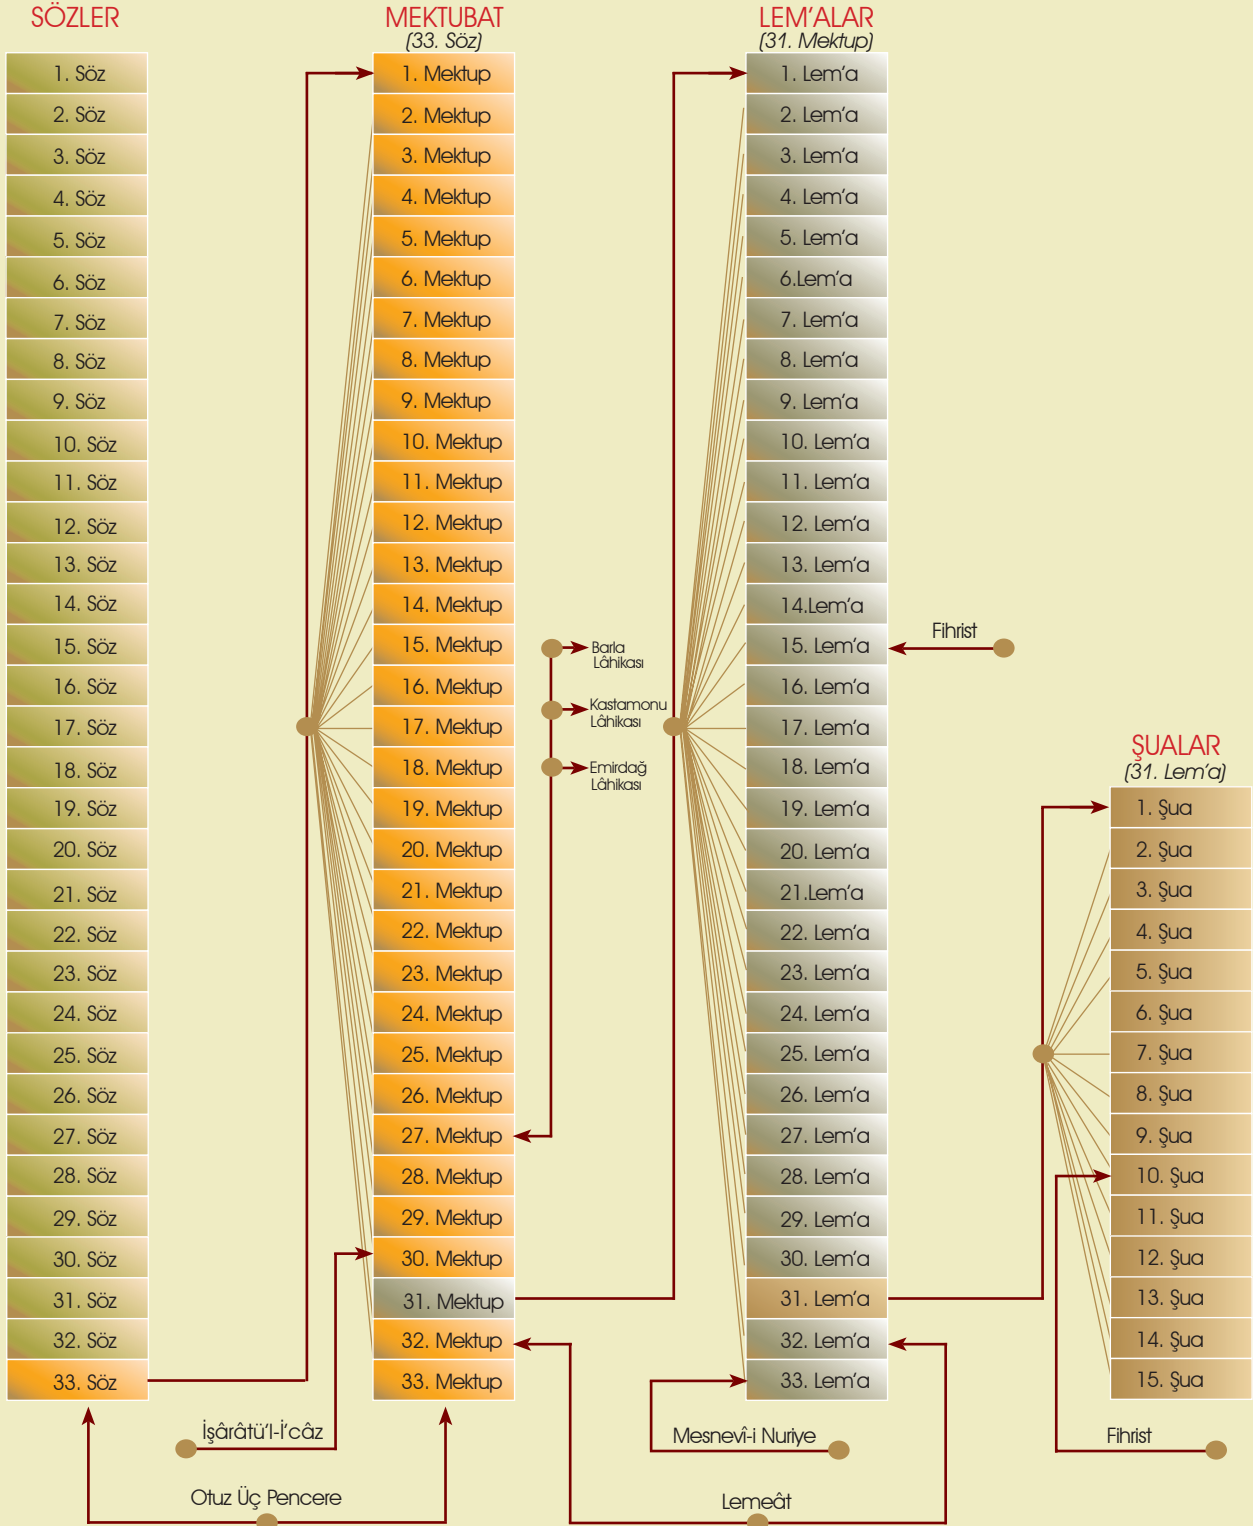 SÖZLER
1. Söz
2. Söz
3. Söz
4. Söz
5. Söz
6. Söz
7. Söz
8. Söz
9. Söz
10. Söz
11. Söz
12. Söz
13. Söz
14. Söz
15. Söz
16. Söz
17. Söz
18. Söz
19. Söz
20. Söz
21. Söz
22. Söz
23. Söz
24. Söz
25. Söz
26. Söz
27. Söz
28. Söz
29. Söz
30. Söz
31. Söz
32. Söz
33. Söz
MEKTUBAT
(33. Söz)
1. Mektup
2. Mektup
3. Mektup
4. Mektup
5. Mektup
6. Mektup
7. Mektup
8. Mektup
9. Mektup
10. Mektup
11. Mektup
12. Mektup
13. Mektup
14. Mektup
15. Mektup
16. Mektup
17. Mektup
18. Mektup
19. Mektup
20. Mektup
21. Mektup
22. Mektup
23. Mektup
24. Mektup
25. Mektup
26. Mektup
27. Mektup
28. Mektup
29. Mektup
30. Mektup
31. Mektup
32. Mektup
33. Mektup
Barla
Lâhikası
Kastamonu
Lâhikası
Emirdağ
Lâhikası
LEM'ALAR
(31. Mektup)
1. Lem'a
2. Lem'a
3. Lem'a
4. Lem'a
5. Lem'a
6.Lem'a
7. Lem'a
8. Lem'a
9. Lem'a
10. Lem'a
11. Lem'a
12. Lem'a
13. Lem'a
14.Lem'a
15. Lem'a
16. Lem'a
17. Lem'a
18. Lem'a
19. Lem'a
20. Lem'a
21.Lem'a
22. Lem'a
23. Lem'a
24. Lem'a
25. Lem'a
26. Lem'a
27. Lem'a
28. Lem'a
29. Lem'a
30. Lem'a
31. Lem'a
32. Lem'a
33. Lem'a
Fihrist
ŞUALAR
(31. Lem'a)
1. Şua
2. Şua
3. Şua
4. Şua
5. Şua
6. Şua
7. Şua
8. Şua
9. Şua
10. Şua
11. Şua
12. Şua
13. Şua
14. Şua
15. Şua
İşârâtü'l-İ'câz
Mesnevî-i Nuriye
Fihrist
Otuz Üç Pencere
Lemeât